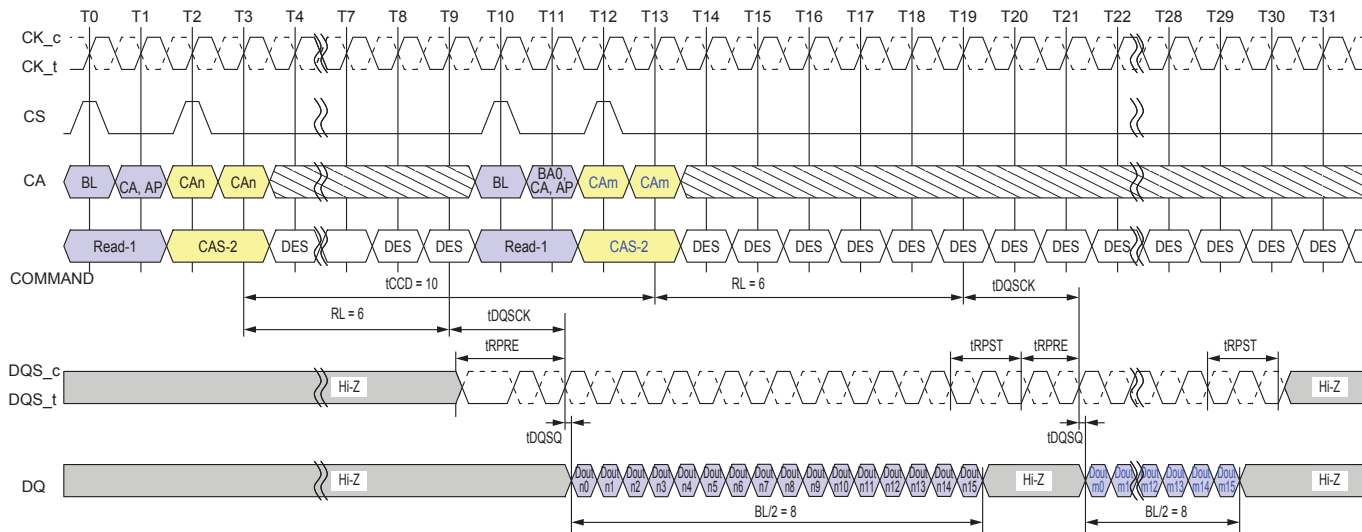 T0 T1 T2 T3 T4 T7 T8 T9 T10 T11 T12 T13 T14 T15 T16 T17 T18 T19 T20 T21 T22 T27 T28 T29 T30 T31
CK_c
CK_t
CS
CA BL CA, AP CAn CAn BL BA0, CA, AP CAm CAm
Read-1 CAS-2 DES DES DES Read-1 CAS-2 DES DES DES DES DES DES DES DES DES DES DES DES DES
COMMAND
tCCD = 10 RL = 6 tDQSCK
RL = 6 tDQSCK
tRPRE tRPST tRPRE tRPST
DQS_c
DQS_t
Hi-Z Hi-Z
tDQSQ tDQSQ
DQ Hi-Z Dout n0 Dout n1 Dout n2 Dout n3 Dout n4 Dout n5 Dout n6 Dout n7 Dout n8 Dout n9 Dout n10 Dout n11 Dout n12 Dout n13 Dout n14 Dout n15 Hi-Z Dout m0 Dout m1 Dout m12 Dout m13 Dout m14 Dout m15 Hi-Z
BL/2 = 8 BL/2 = 8